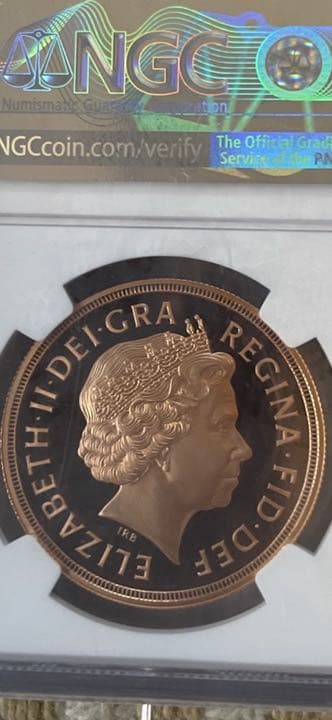 NGC
Numismatic Guaranty Corporation
NGCcoin.com/verify
The Official Gradi
Service of the PN
ELIZABETH·II·DEI·GRA
REGINA·FID·DEF
IRB